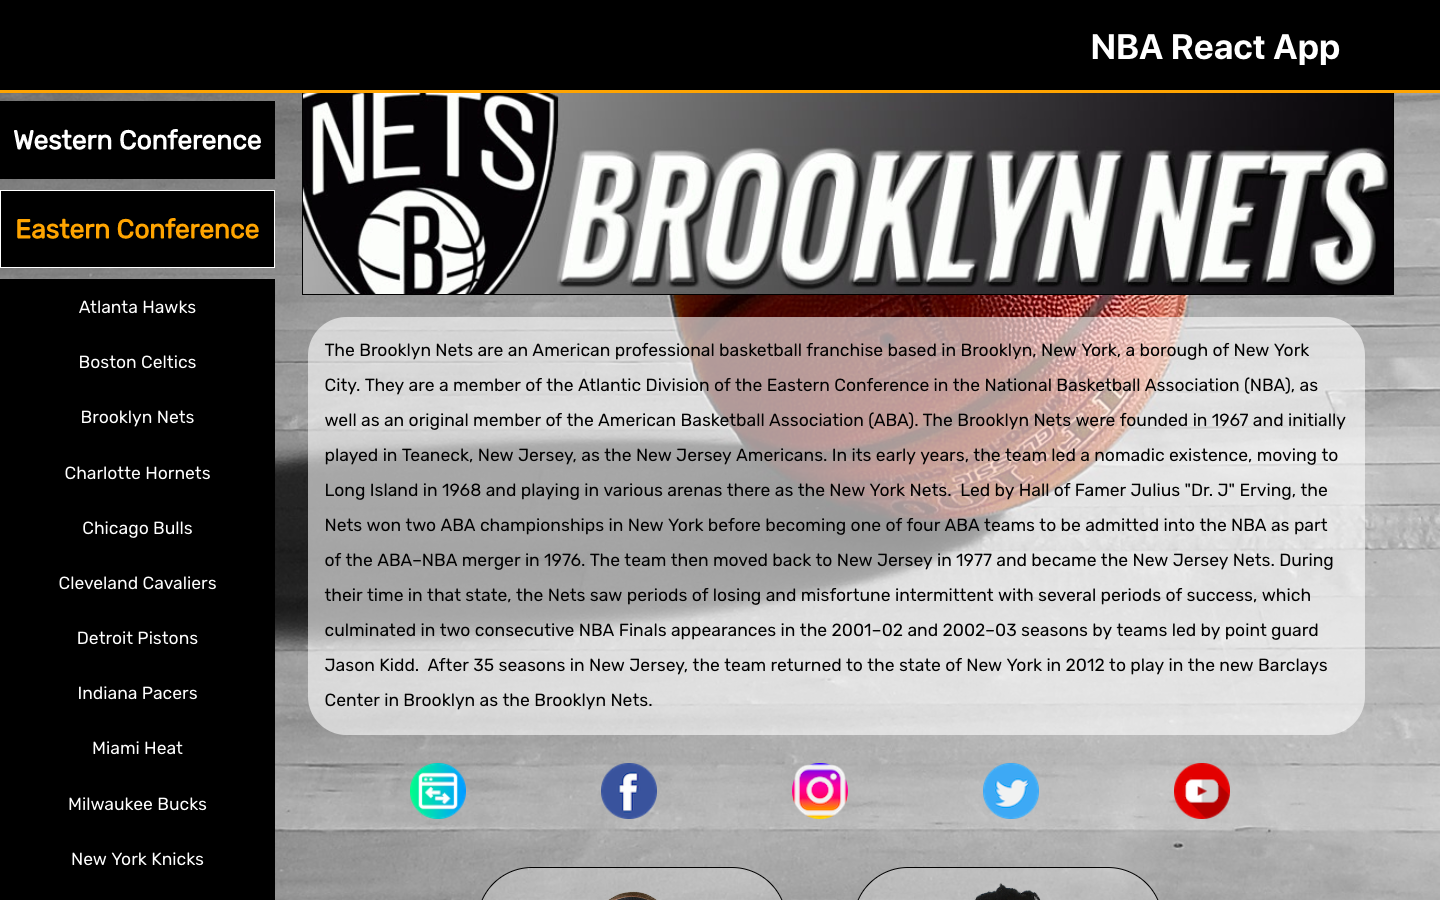 NBA React App
Western Conference
Eastern Conference
Atlanta Hawks
Boston Celtics
Brooklyn Nets
Charlotte Hornets
Chicago Bulls
Cleveland Cavaliers
Detroit Pistons
Indiana Pacers
Miami Heat
Milwaukee Bucks
New York Knicks
NETS
B
BROOKLYN NETS
The Brooklyn Nets are an American professional basketball franchise based in Brooklyn, New York, a borough of New York
City. They are a member of the Atlantic Division of the Eastern Conference in the National Basketball Association (NBA), as
well as an original member of the American Basketball Association (ABA). The Brooklyn Nets were founded in 1967 and initially
played in Teaneck, New Jersey, as the New Jersey Americans. In its early years, the team led a nomadic existence, moving to
Long Island in 1968 and playing in various arenas there as the New York Nets.  Led by Hall of Famer Julius "Dr. J" Erving, the
Nets won two ABA championships in New York before becoming one of four ABA teams to be admitted into the NBA as part
of the ABA–NBA merger in 1976. The team then moved back to New Jersey in 1977 and became the New Jersey Nets. During
their time in that state, the Nets saw periods of losing and misfortune intermittent with several periods of success, which
culminated in two consecutive NBA Finals appearances in the 2001–02 and 2002–03 seasons by teams led by point guard
Jason Kidd.  After 35 seasons in New Jersey, the team returned to the state of New York in 2012 to play in the new Barclays
Center in Brooklyn as the Brooklyn Nets.